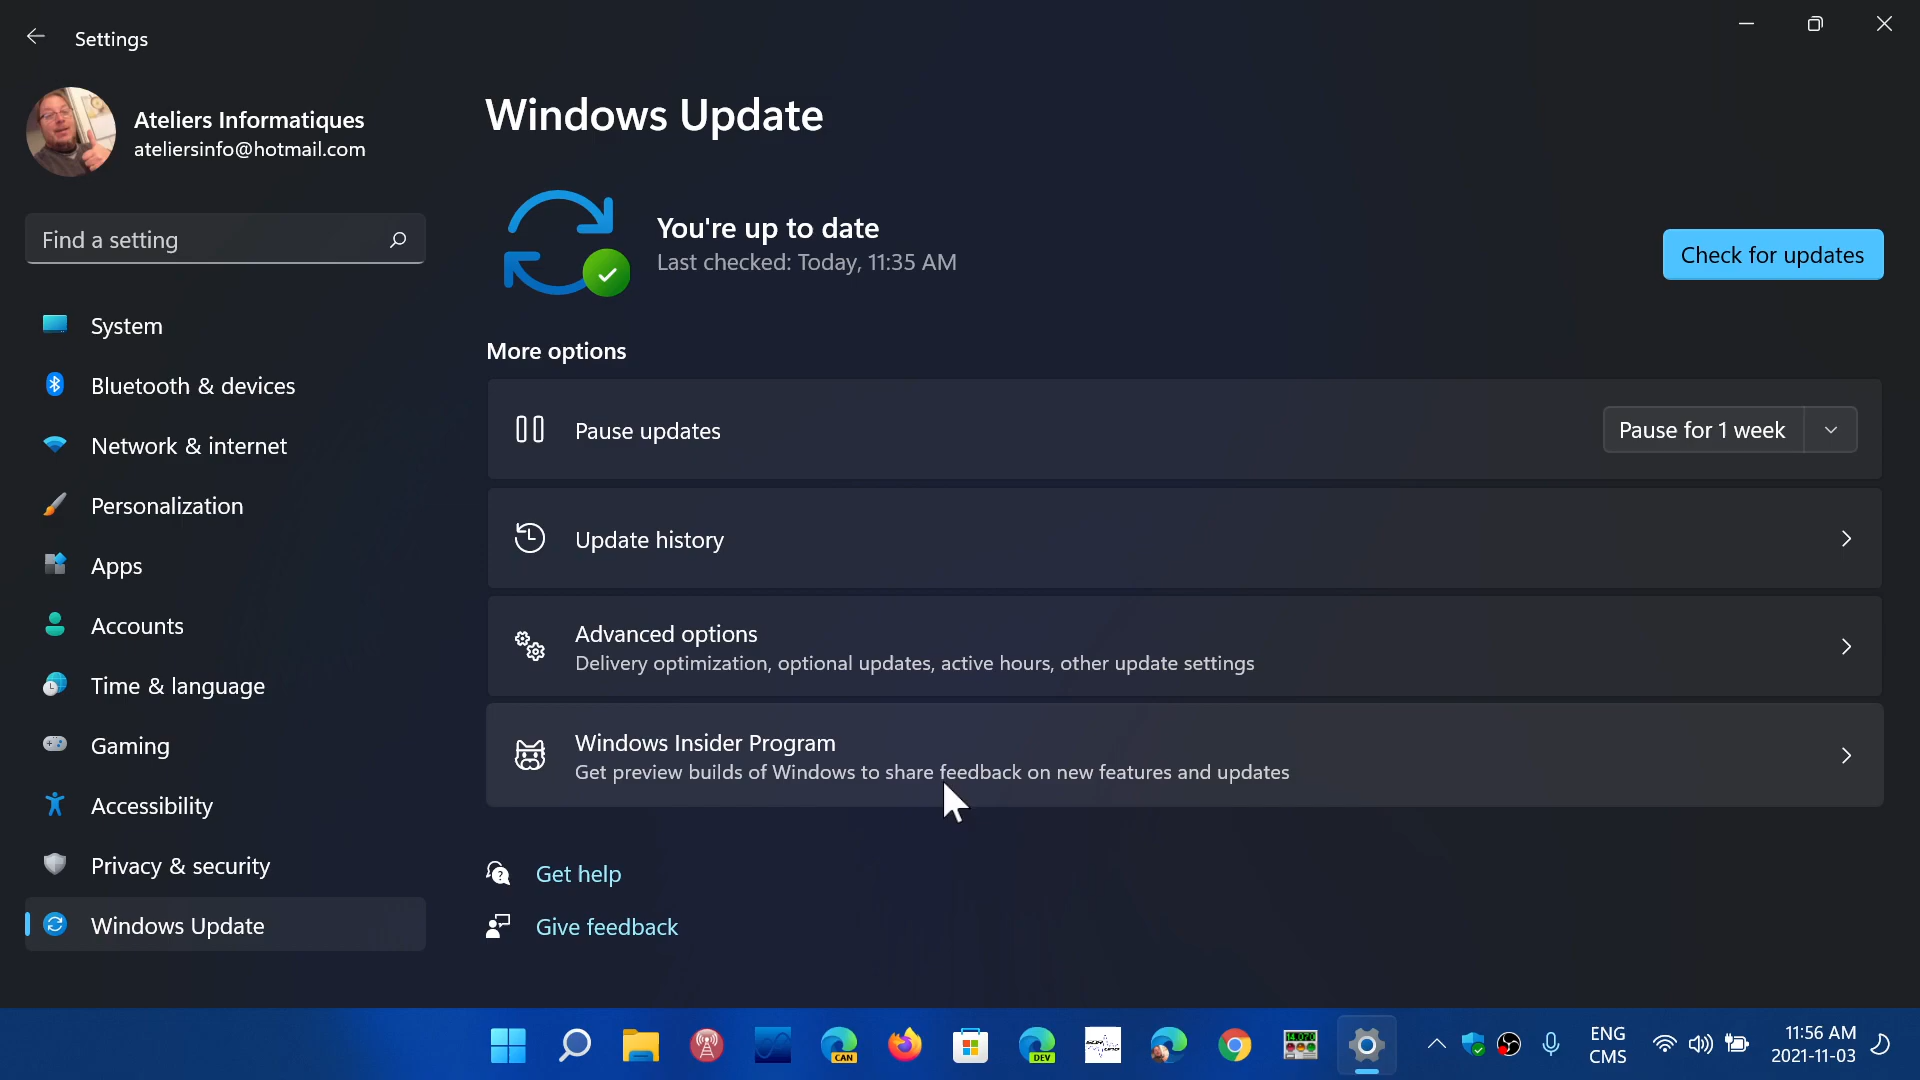 Settings
Ateliers Informatiques
ateliersinfo@hotmail.com
Find a setting
System
Bluetooth & devices
Network & internet
Personalization
Apps
Accounts
Time & language
Gaming
Accessibility
Privacy & security
Windows Update
Windows Update
You're up to date
Last checked: Today, 11:35 AM
Check for updates
More options
Pause updates
Pause for 1 week
Update history
Advanced options
Delivery optimization, optional updates, active hours, other update settings
Windows Insider Program
Get preview builds of Windows to share feedback on new features and updates
Get help
Give feedback
CAN
DEV
ENG
CMS
11:56 AM
2021-11-03